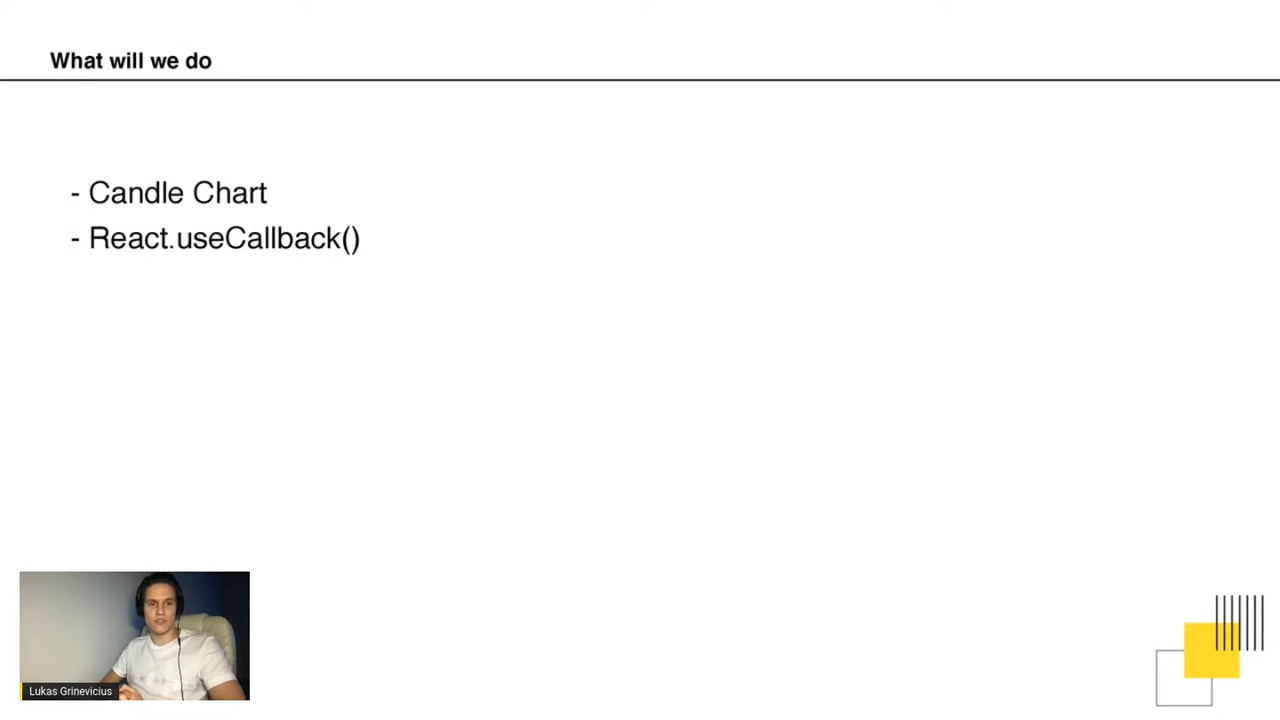 What will we do
- Candle Chart
- React.useCallback()
Lukas Grinevicius